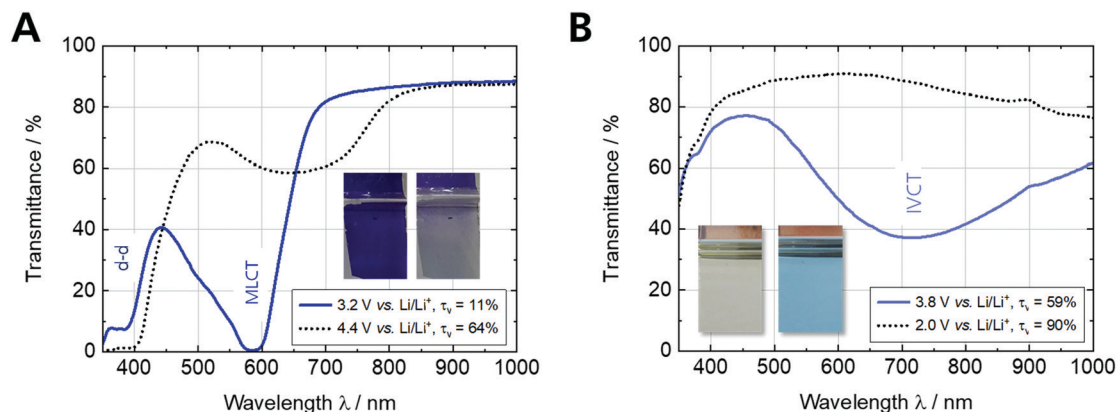 A
100
80
60
40
20
0
Transmittance / %
400
500
600
700
800
900
1000
Wavelength λ / nm
d-d
MLCT
3.2 V vs. Li/Li⁺, τᵥ = 11%
4.4 V vs. Li/Li⁺, τᵥ = 64%
B
100
80
60
40
20
0
Transmittance / %
400
500
600
700
800
900
1000
Wavelength λ / nm
IVCT
3.8 V vs. Li/Li⁺, τᵥ = 59%
2.0 V vs. Li/Li⁺, τᵥ = 90%